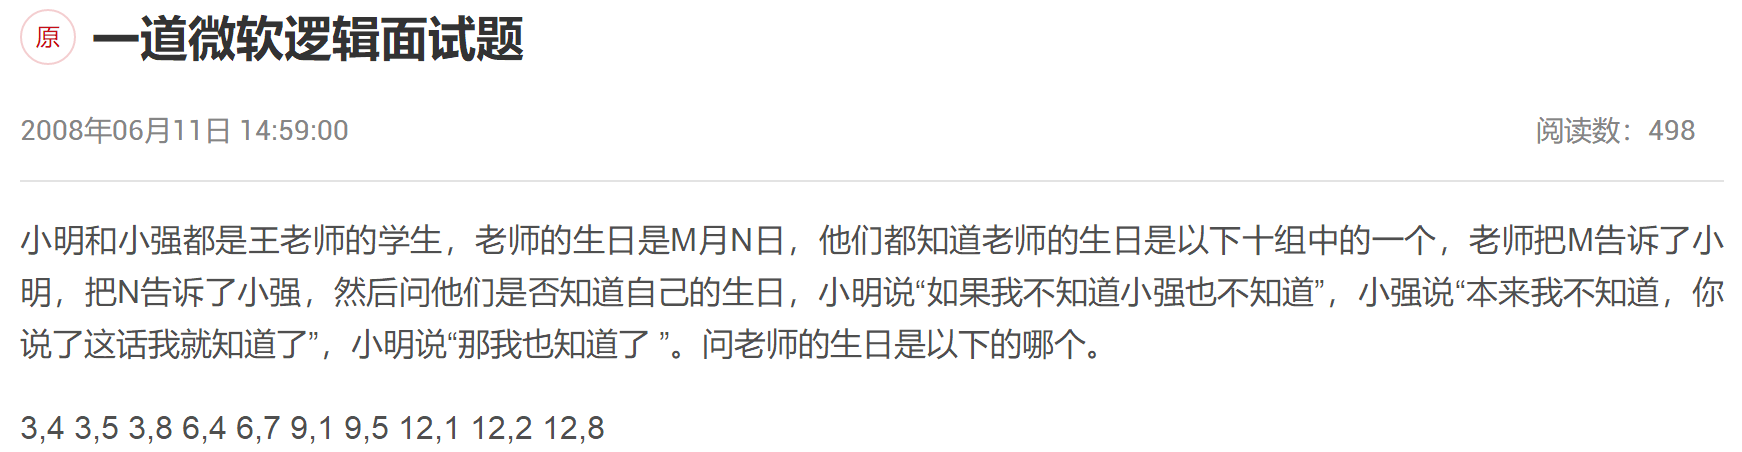 原 一道微软逻辑面试题
2008年06月11日 14:59:00 阅读数：498
小明和小强都是王老师的学生，老师的生日是M月N日，他们都知道老师的生日是以下十组中的一个，老师把M告诉了小
明，把N告诉了小强，然后问他们是否知道自己的生日，小明说“如果我不知道小强也不知道”，小强说“本来我不知道，你
说了这话我就知道了”，小明说“那我也知道了 ”。问老师的生日是以下的哪个。
3,4 3,5 3,8 6,4 6,7 9,1 9,5 12,1 12,2 12,8